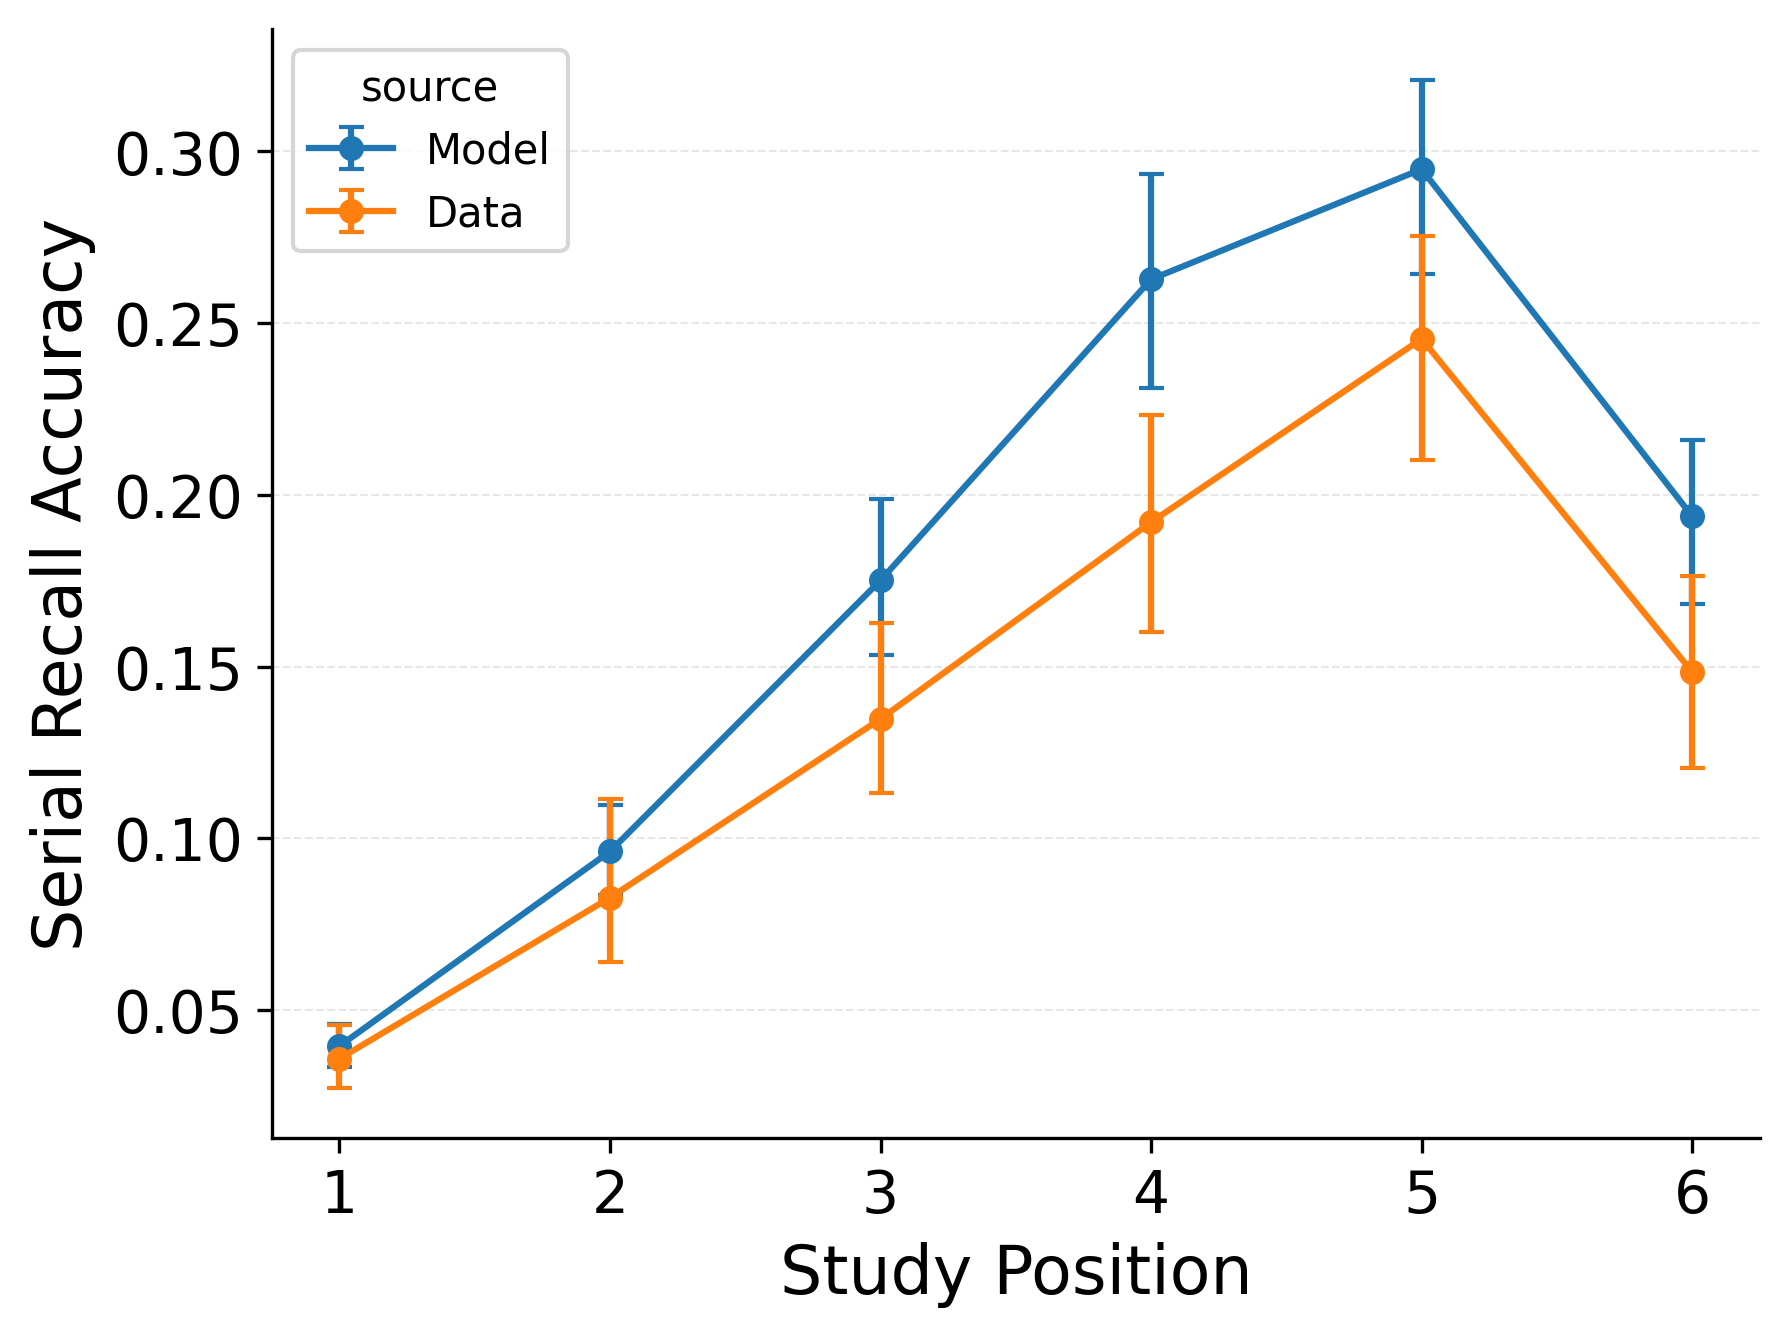 source
Model
Data
0.30
0.25
0.20
0.15
0.10
0.05
Serial Recall Accuracy
1 2 3 4 5 6
Study Position